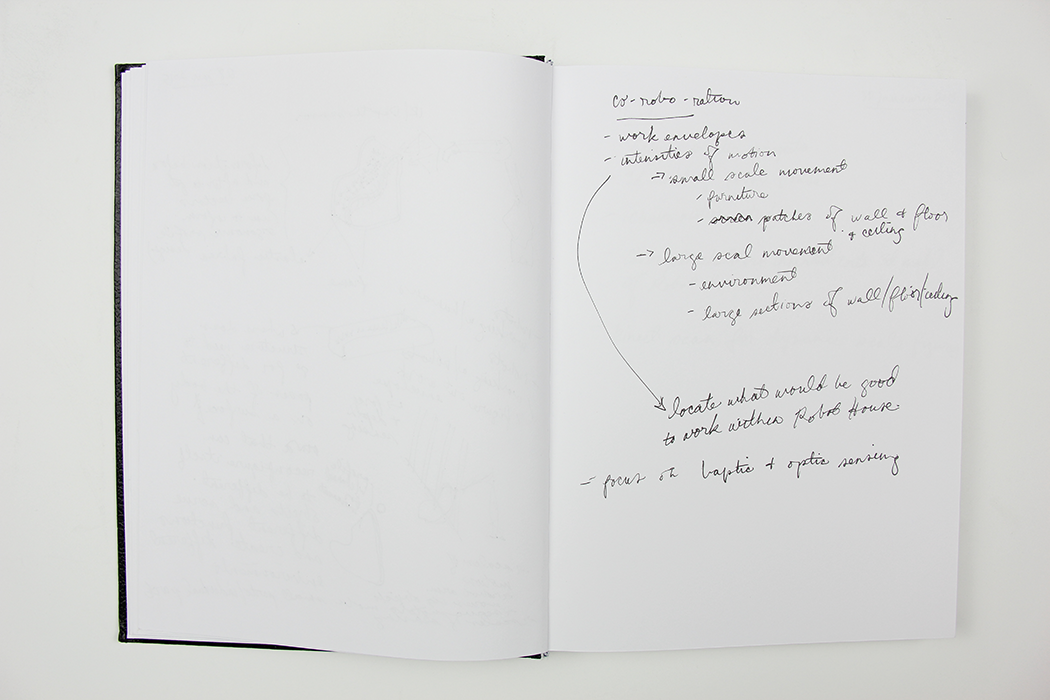 co-robo-ration
- work envelopes
- intensities of motion
→ small scale movement
- furniture
- patches of wall & floor
& ceiling
→ large scal movement
- environment
- large sections of wall/floor/ceiling
locate what would be good
to work within Robot House.
- focus on haptic & optic sensing